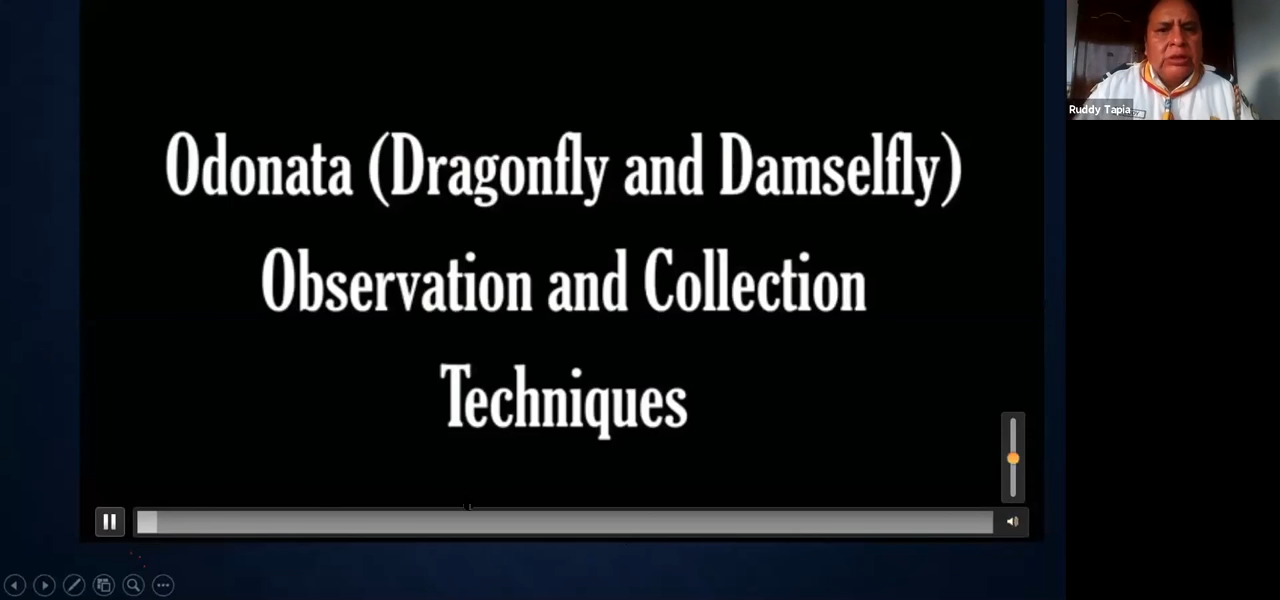 Odonata (Dragonfly and Damselfly)
Observation and Collection
Techniques
Ruddy Tapia